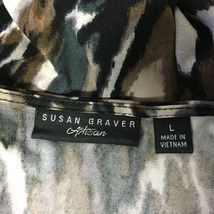 SUSAN GRAVER
Artisan
L
MADE IN
VIETNAM